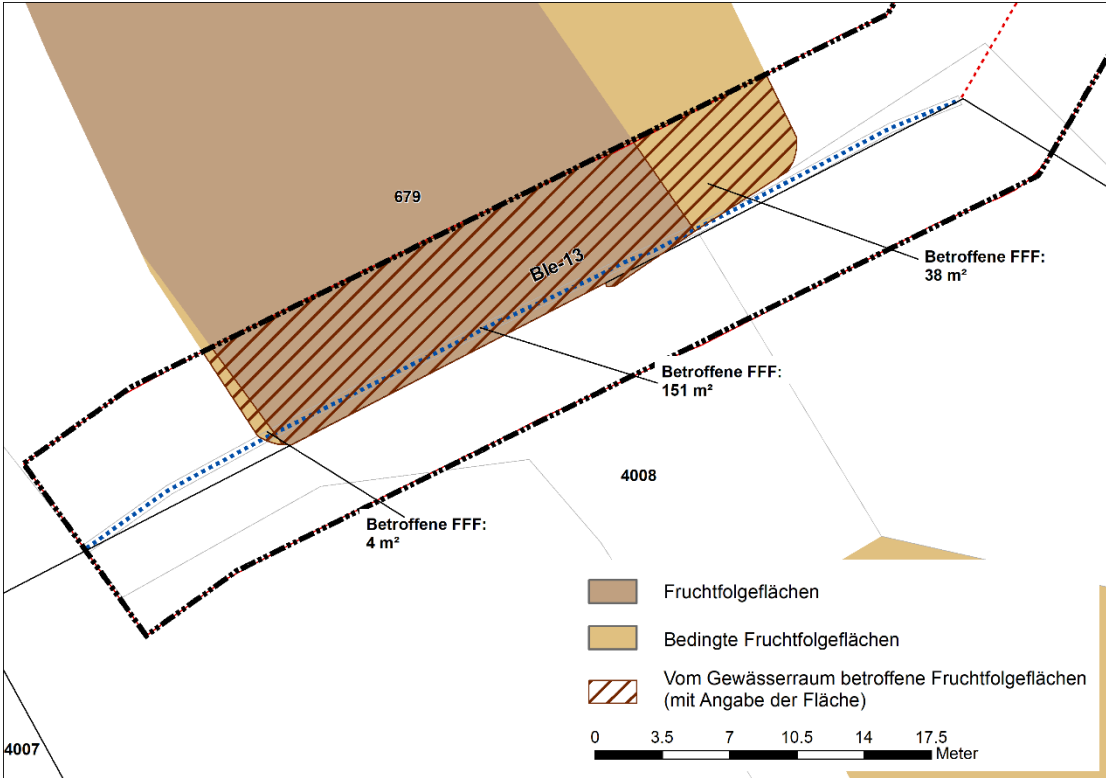 679
Ble-13
Betroffene FFF:
38 m²
Betroffene FFF:
151 m²
4008
Betroffene FFF:
4 m²
4007
Fruchtfolgeflächen
Bedingte Fruchtfolgeflächen
Vom Gewässerraum betroffene Fruchtfolgeflächen
(mit Angabe der Fläche)
0 3.5 7 10.5 14 17.5
Meter